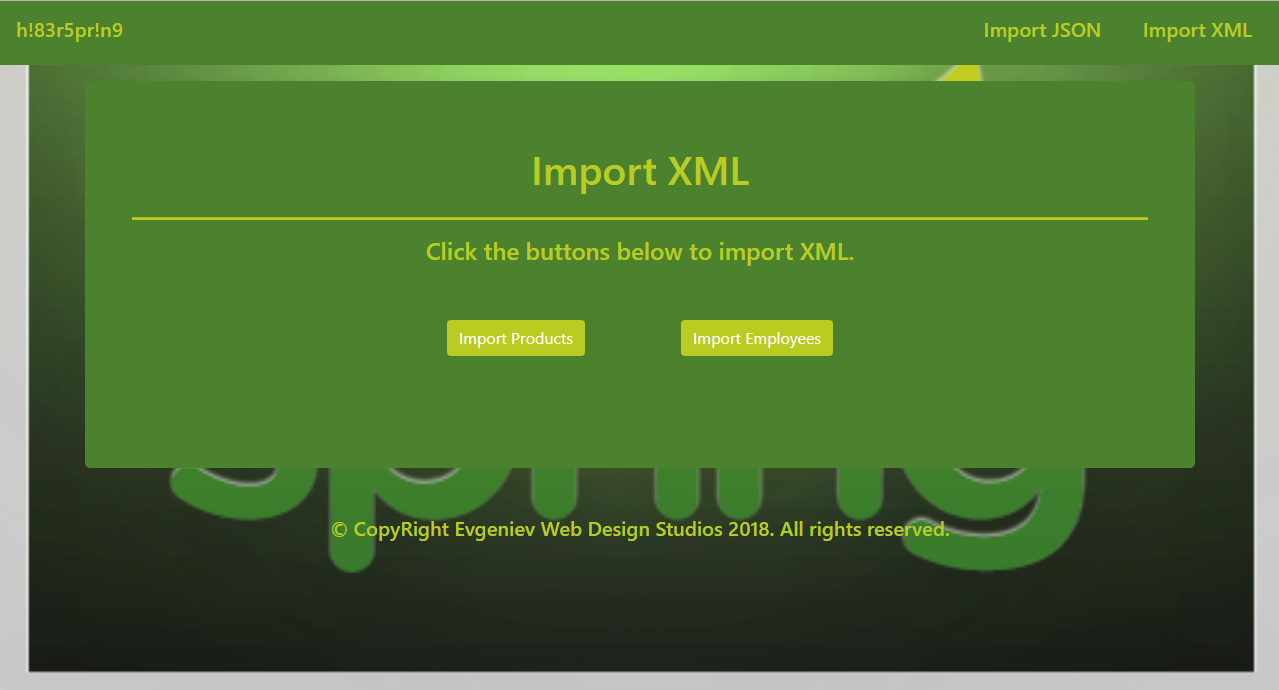 h!83r5pr!n9
Import JSON
Import XML
Import XML
Click the buttons below to import XML.
Import Products
Import Employees
spring
© CopyRight Evgeniev Web Design Studios 2018. All rights reserved.